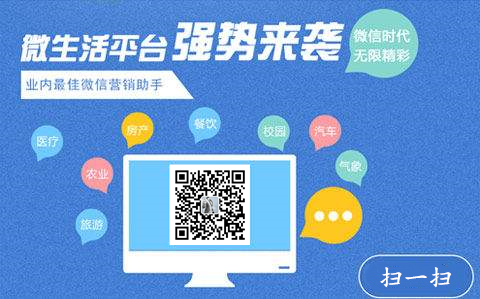 微生活平台 强势来袭
微信时代
无限精彩
业内最佳微信营销助手
医疗
房产
餐饮
校园
汽车
农业
气象
旅游
扫一扫